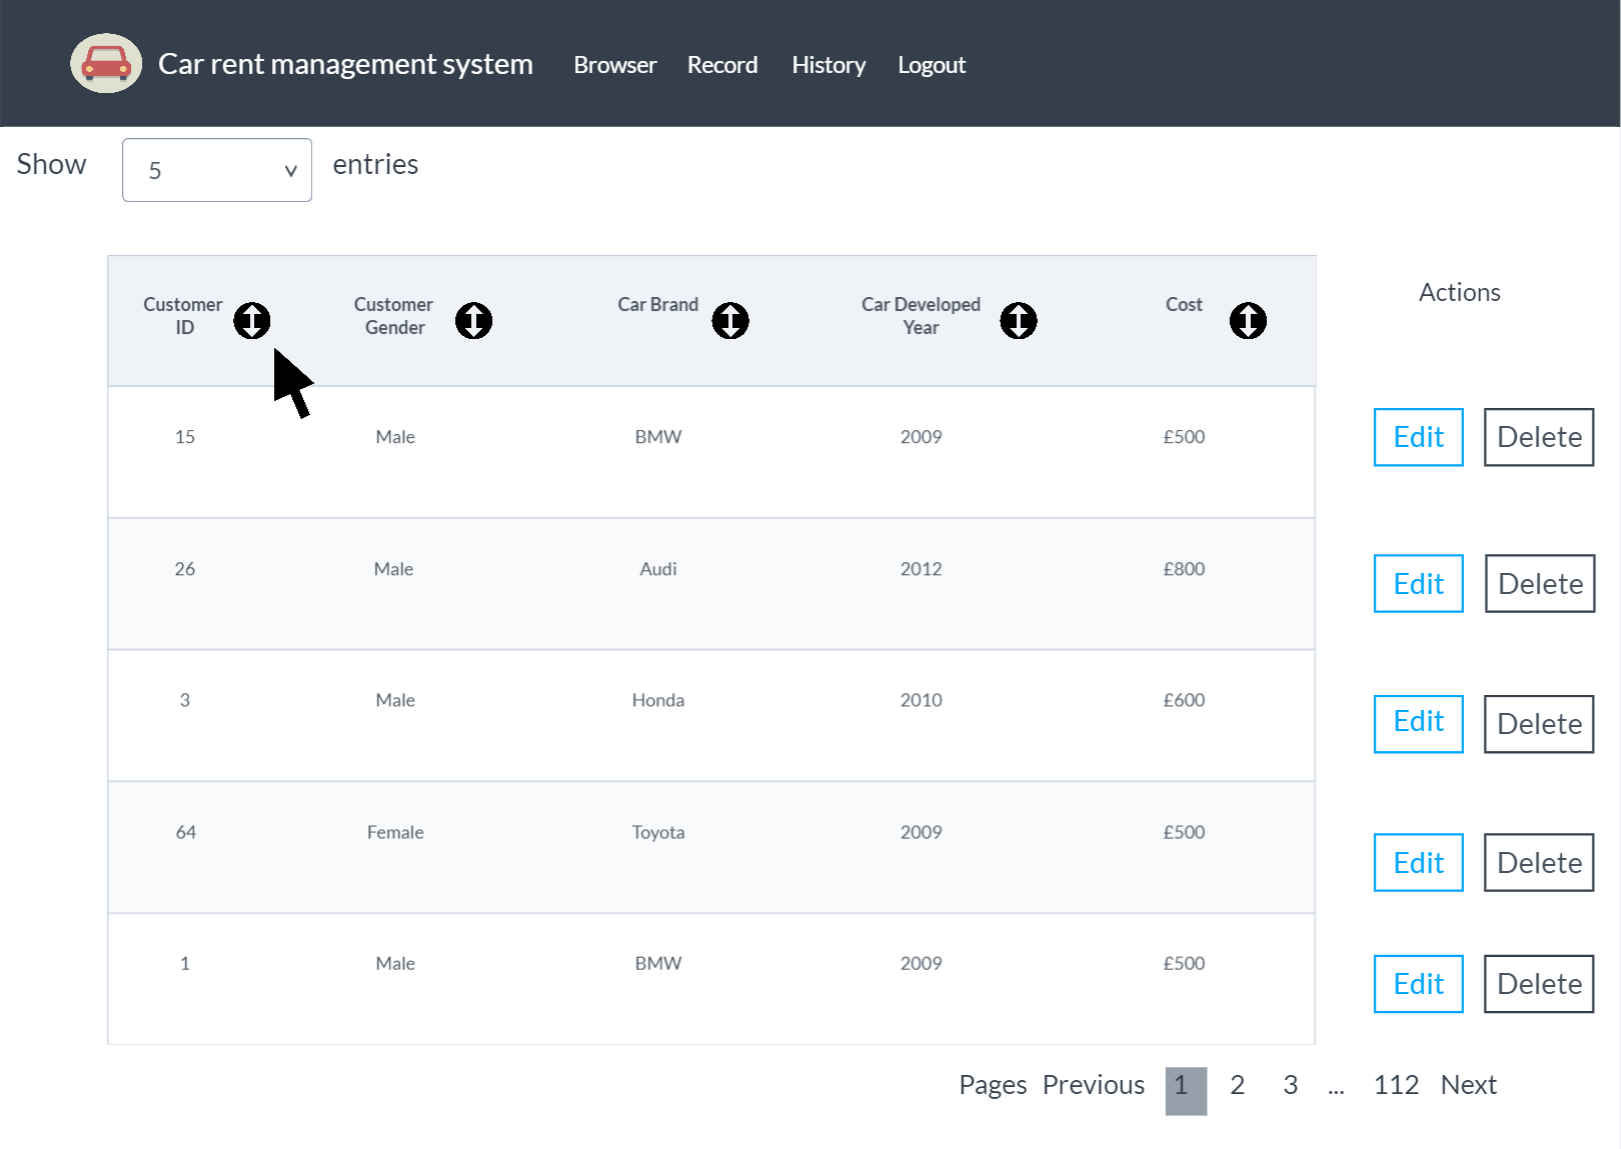 Car rent management system Browser Record History Logout
Show 5 v entries
Customer ID Customer Gender Car Brand Car Developed Year Cost Actions
15 Male BMW 2009 £500 Edit Delete
26 Male Audi 2012 £800 Edit Delete
3 Male Honda 2010 £600 Edit Delete
64 Female Toyota 2009 £500 Edit Delete
1 Male BMW 2009 £500 Edit Delete
Pages Previous 1 2 3 ... 112 Next